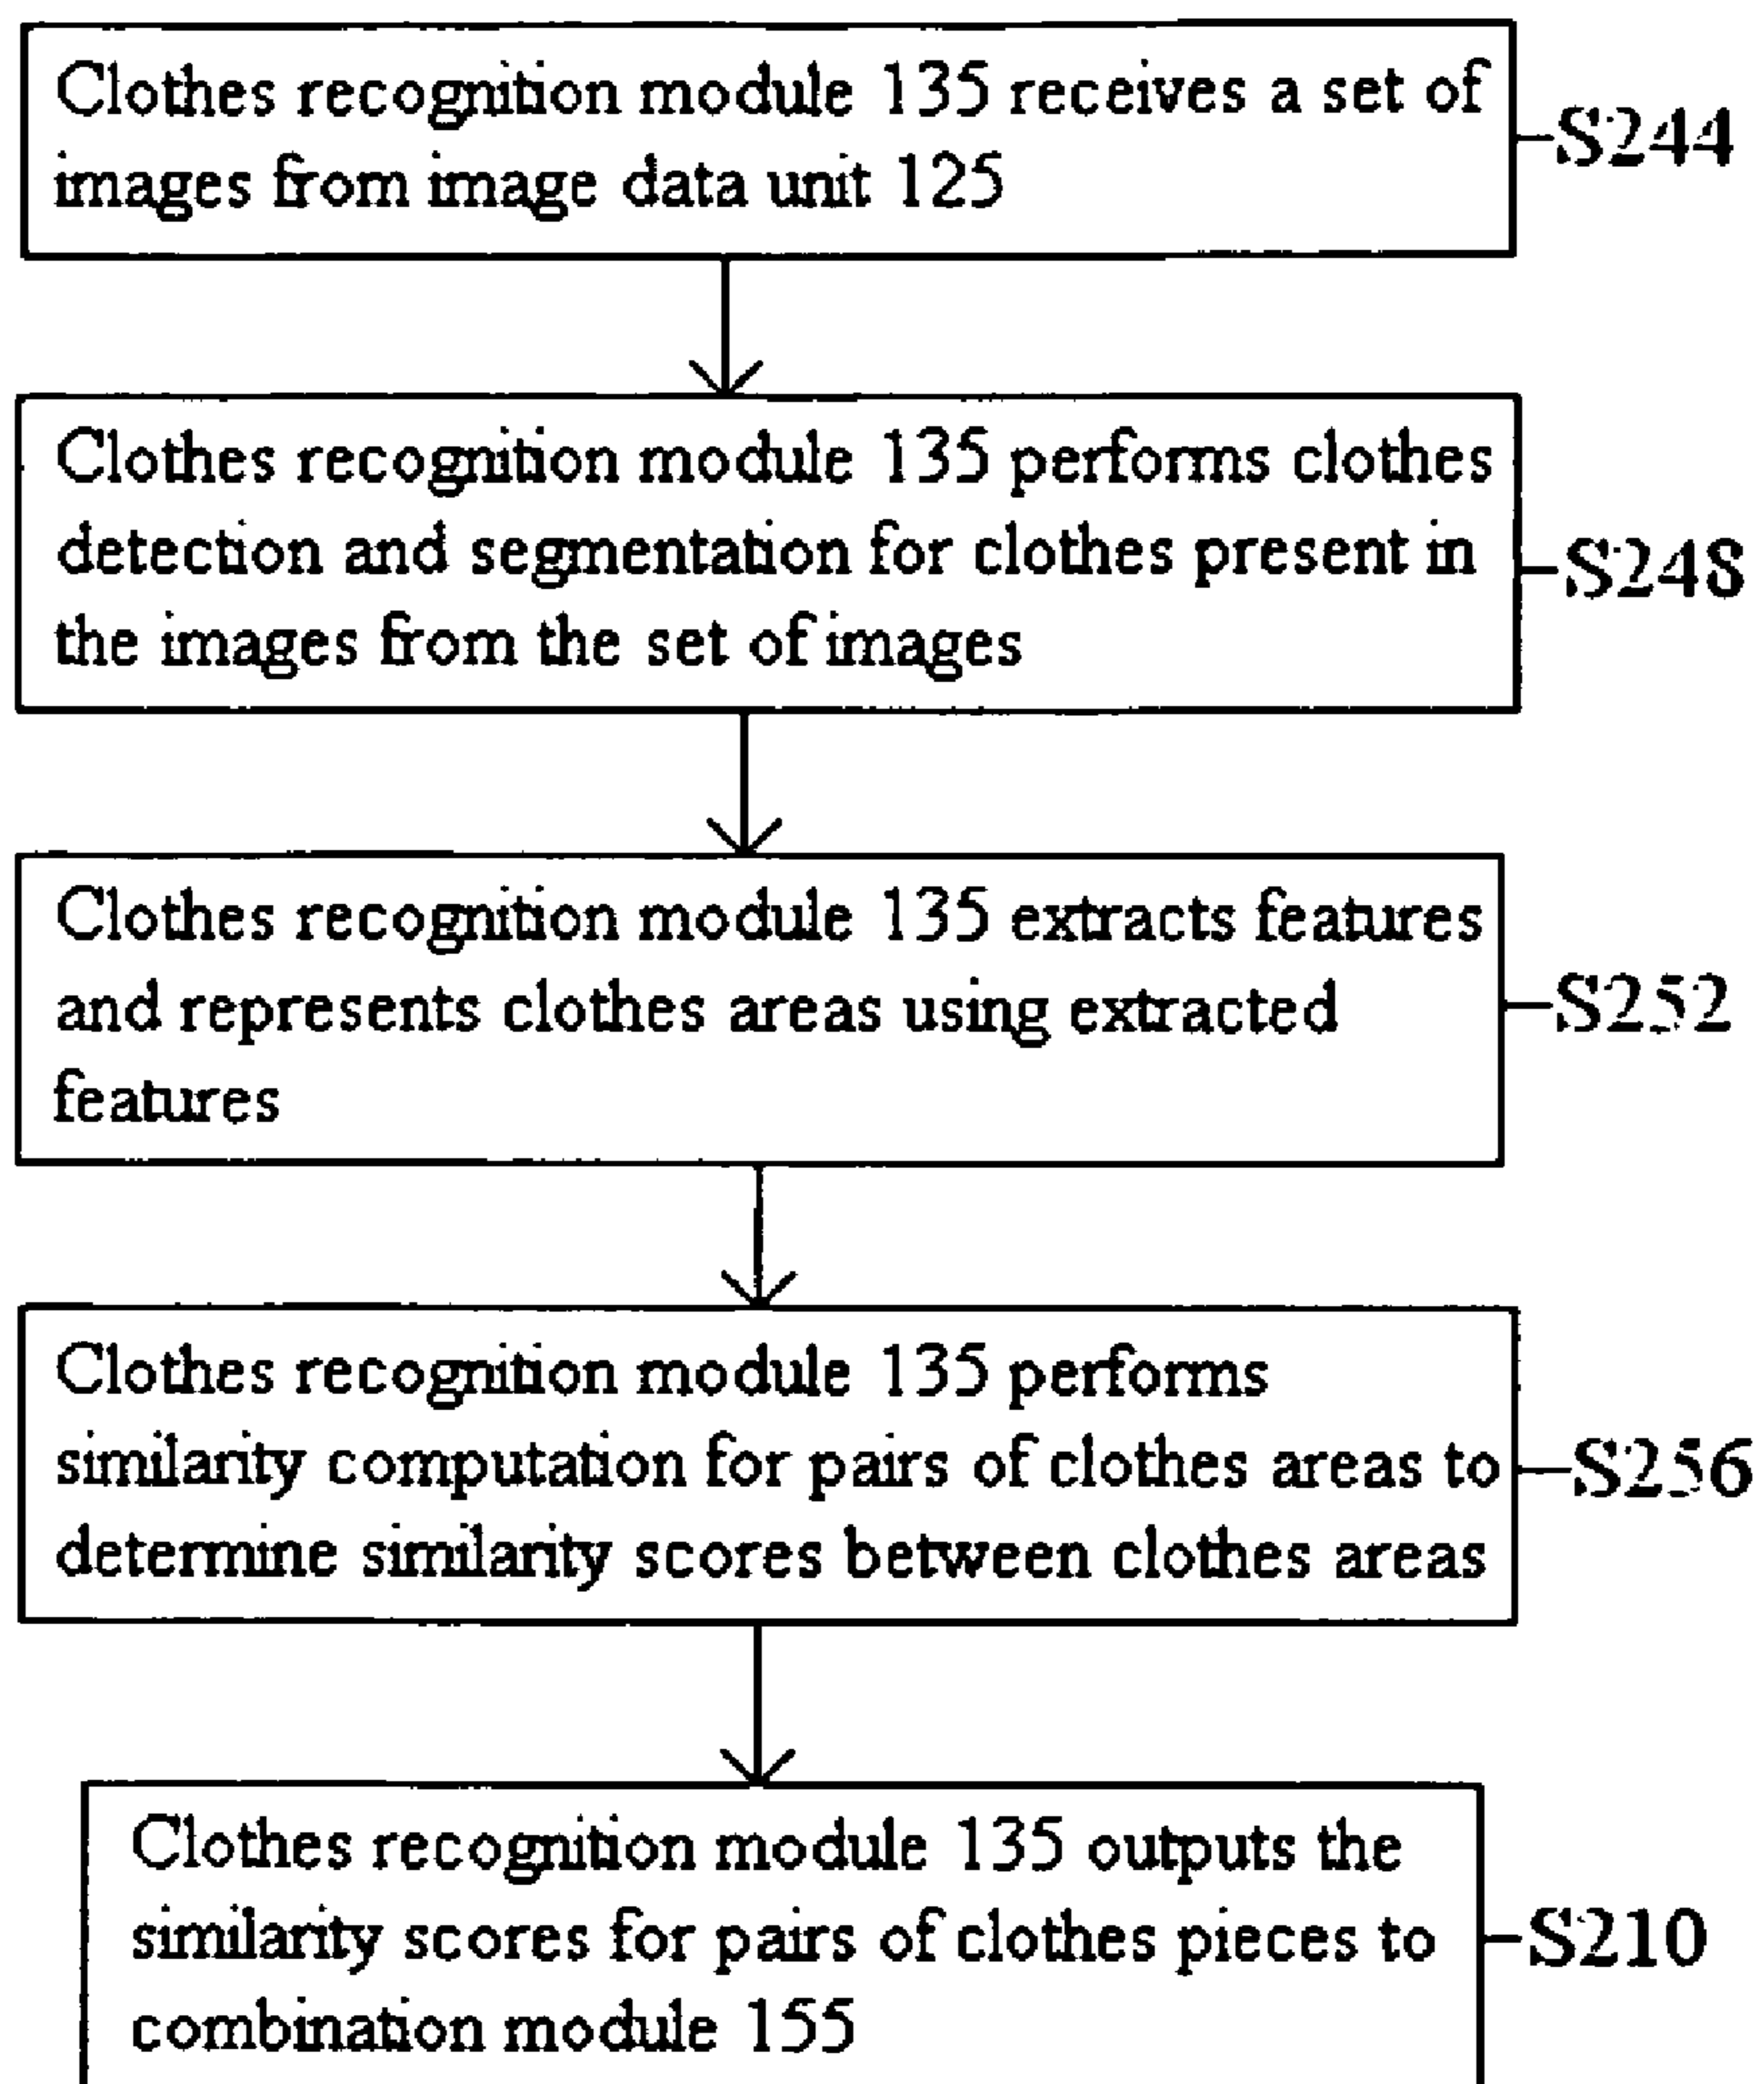 Clothes recognition module 135 receives a set of
images from image data unit 125
S244
Clothes recognition module 135 performs clothes
detection and segmentation for clothes present in
the images from the set of images
S248
Clothes recognition module 135 extracts features
and represents clothes areas using extracted
features
S252
Clothes recognition module 135 performs
similarity computation for pairs of clothes areas to
determine similarity scores between clothes areas
S256
Clothes recognition module 135 outputs the
similarity scores for pairs of clothes pieces to
combination module 155
S210